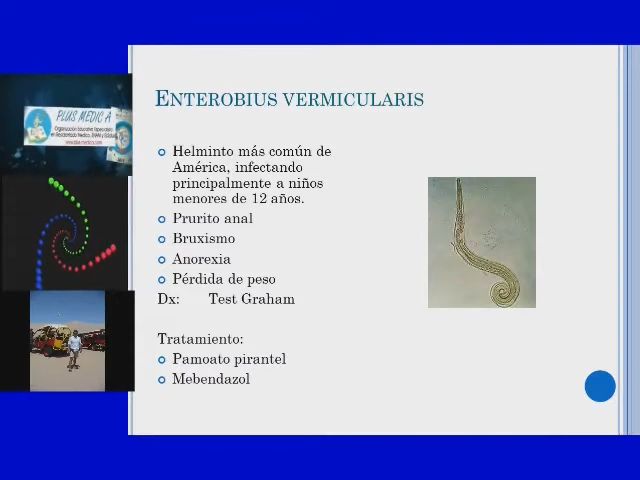 ENTEROBIUS VERMICULARIS
Helminto más común de
América, infectando
principalmente a niños
menores de 12 años.
Prurito anal
Bruxismo
Anorexia
Pérdida de peso
Dx: Test Graham
Tratamiento:
Pamoato pirantel
Mebendazol
PLUS MEDIC A